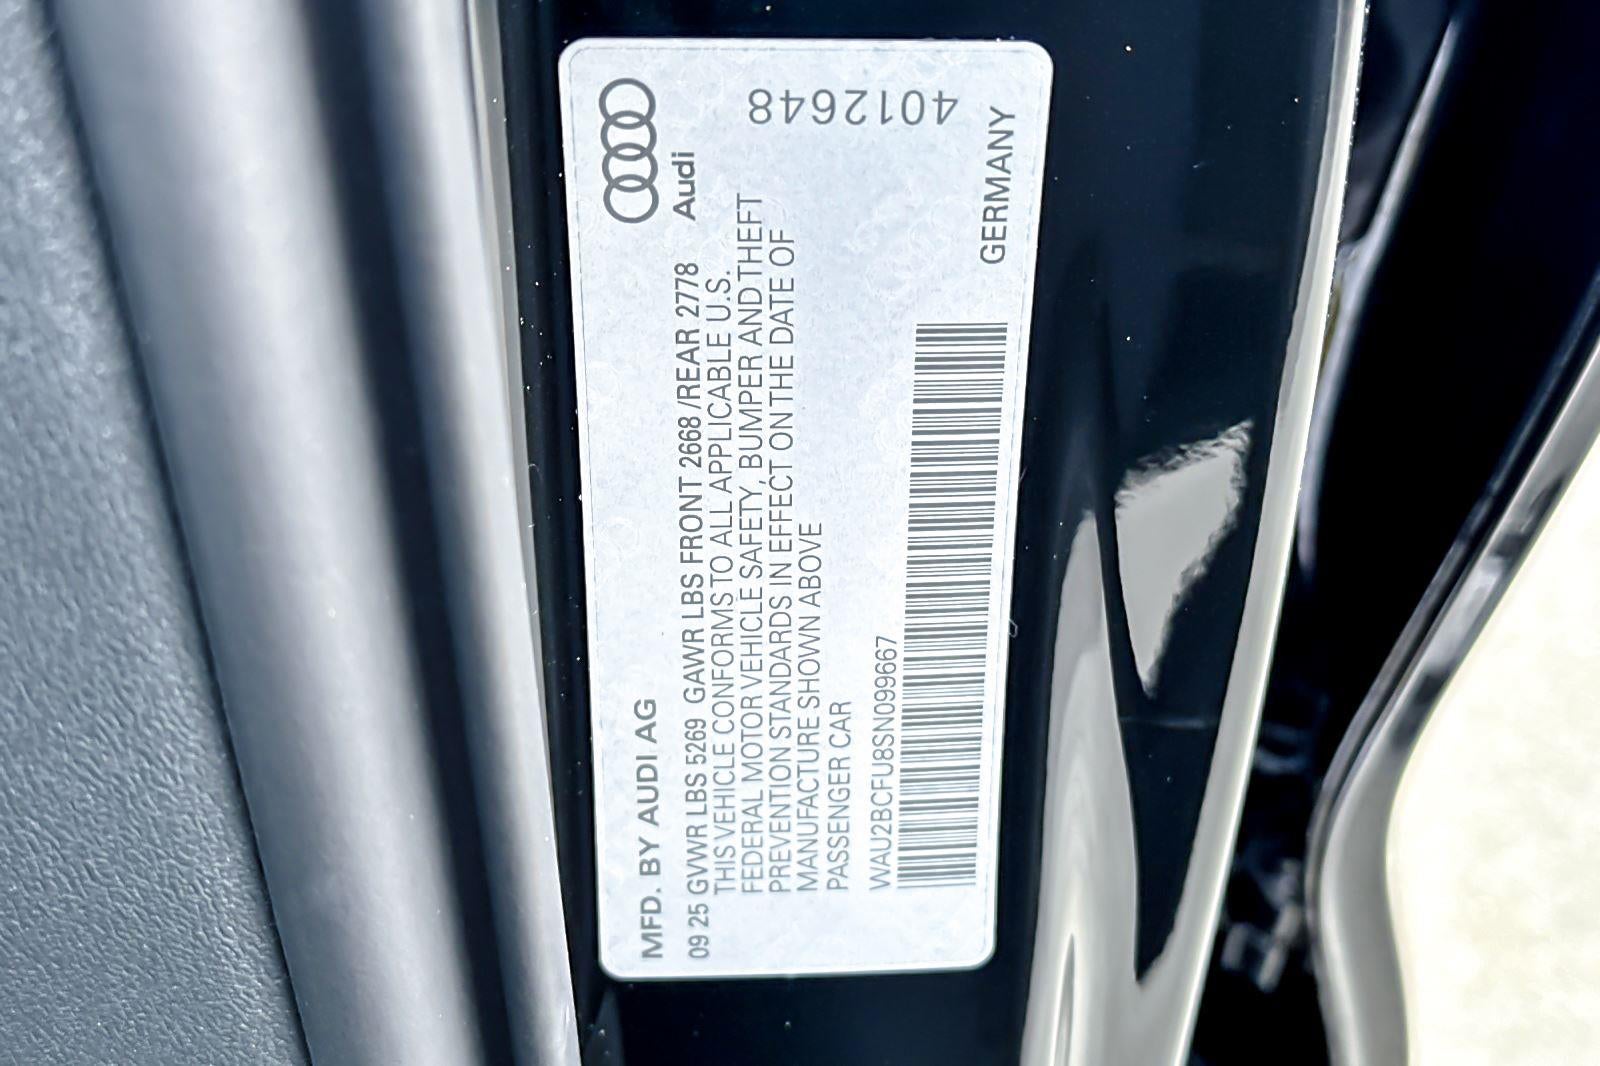 MFD. BY AUDI AG
Audi
09 25 GVWR LBS 5269 GAWR LBS FRONT 2668 /REAR 2778
THIS VEHICLE CONFORMS TO ALL APPLICABLE U.S.
FEDERAL MOTOR VEHICLE SAFETY, BUMPER AND THEFT
PREVENTION STANDARDS IN EFFECT ON THE DATE OF
MANUFACTURE SHOWN ABOVE
PASSENGER CAR
WAU2BCFU8SN099667
GERMANY
4012648